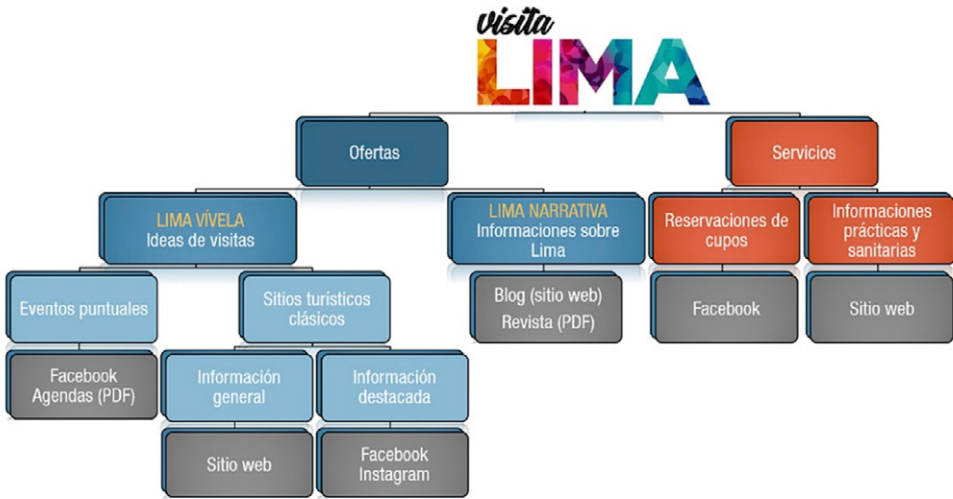 visita
LIMA
Ofertas
Servicios
LIMA VÍVELA
Ideas de visitas
LIMA NARRATIVA
Informaciones sobre
Lima
Reservaciones de
cupos
Informaciones
prácticas y
sanitarias
Eventos puntuales
Sitios turísticos
clásicos
Blog (sitio web)
Revista (PDF)
Facebook
Sitio web
Facebook
Agendas (PDF)
Información
general
Información
destacada
Sitio web
Facebook
Instagram